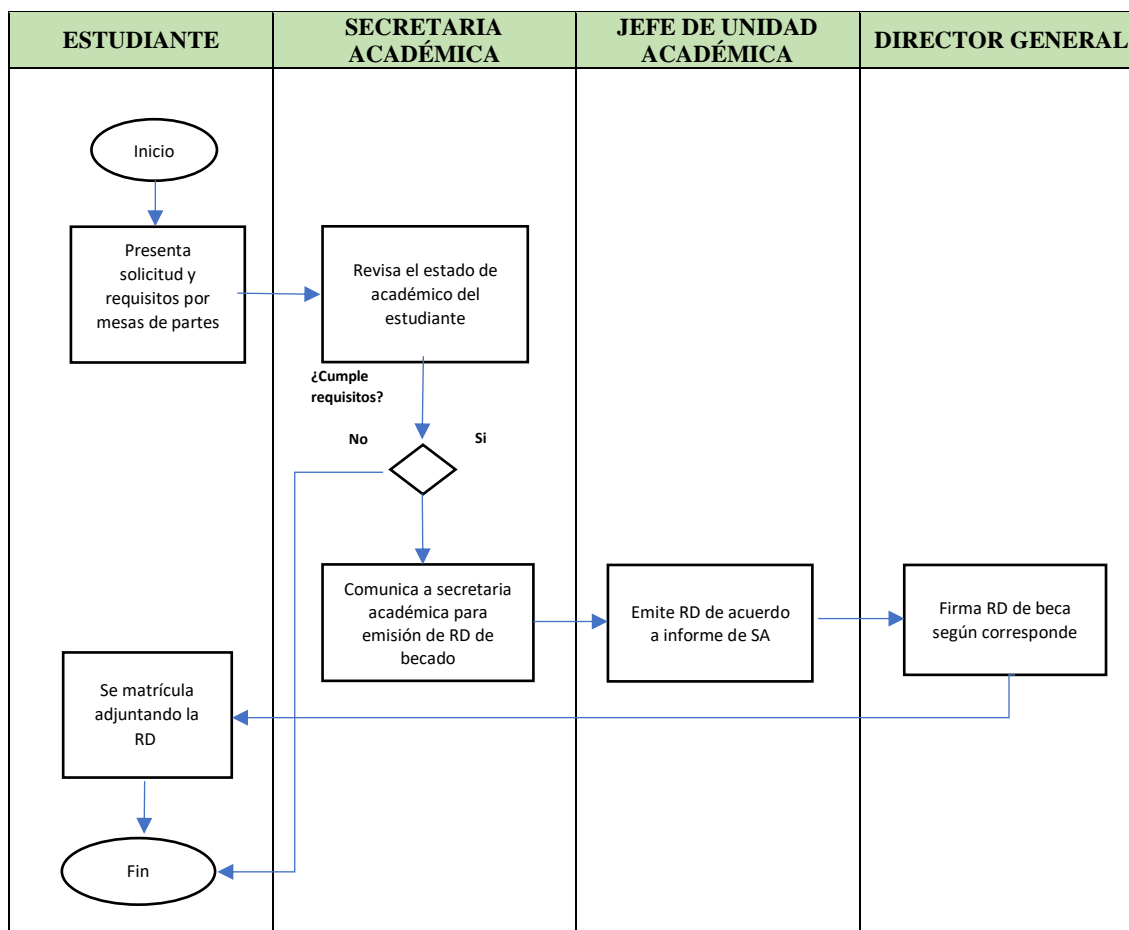 ESTUDIANTE
SECRETARIA
ACADÉMICA
JEFE DE UNIDAD
ACADÉMICA
DIRECTOR GENERAL
Inicio
Presenta
solicitud y
requisitos por
mesas de partes
Revisa el estado de
académico del
estudiante
¿Cumple
requisitos?
No
Si
Comunica a secretaria
académica para
emisión de RD de
becado
Emite RD de acuerdo
a informe de SA
Firma RD de beca
según corresponde
Se matrícula
adjuntando la
RD
Fin